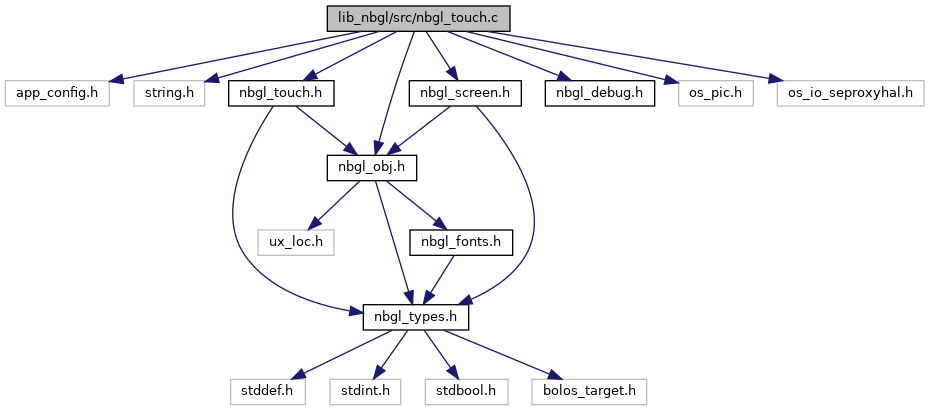 lib_nbgl/src/nbgl_touch.c
app_config.h
string.h
nbgl_touch.h
nbgl_screen.h
nbgl_debug.h
os_pic.h
os_io_seproxyhal.h
nbgl_obj.h
ux_loc.h
nbgl_fonts.h
nbgl_types.h
stddef.h
stdint.h
stdbool.h
bolos_target.h